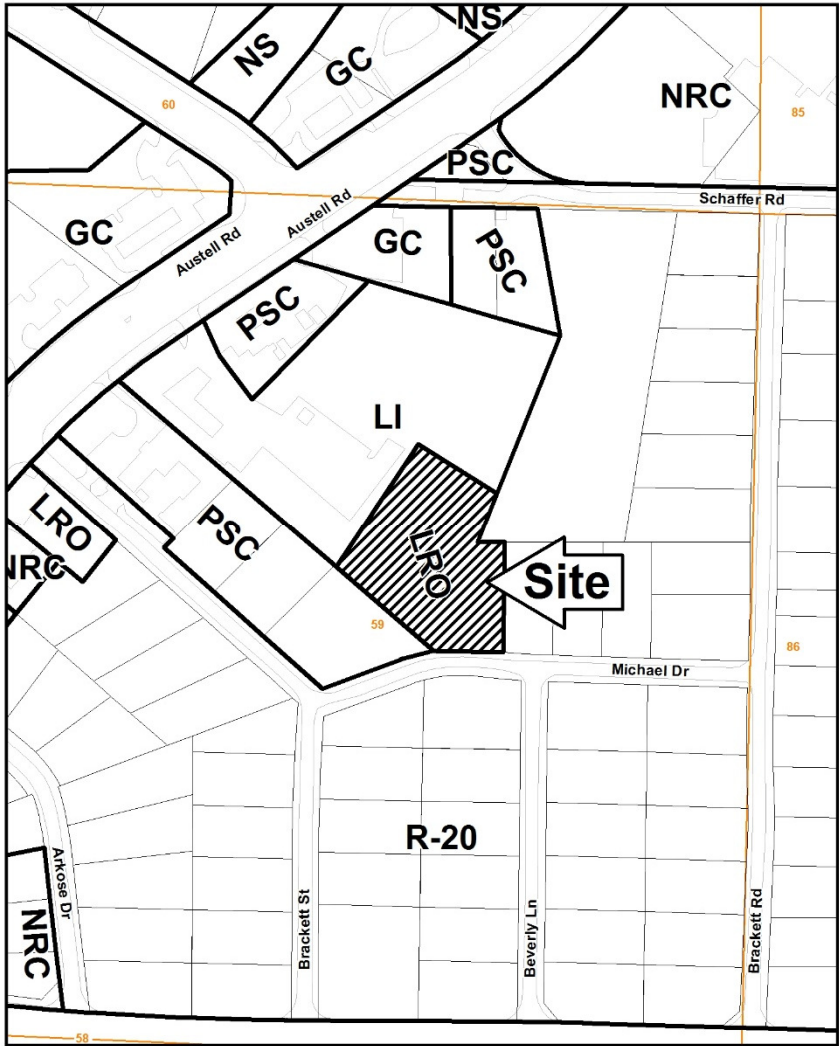 NS
NS
GC
NRC
60
85
PSC
Schaffer Rd
GC
Austell Rd
Austell Rd
GC
PSC
PSC
LI
LRO
PSC
LRO
Site
NRC
59
86
Michael Dr
R-20
Arkose Dr
NRC
Brackett St
Beverly Ln
Brackett Rd
58